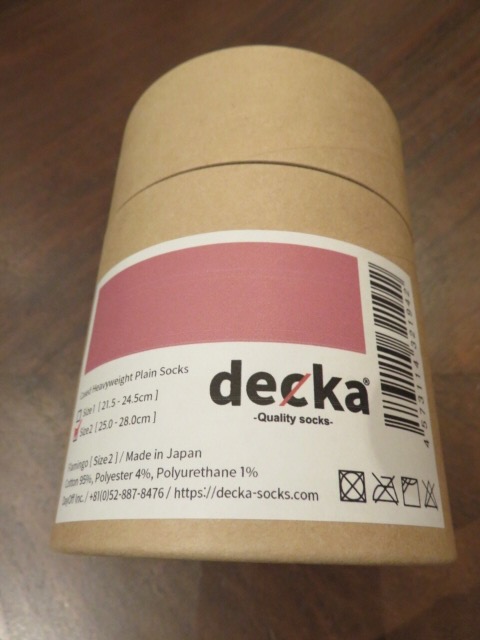 Heavyweight Plain Socks
Size 1 [ 21.5 - 24.5cm ]
Size 2 [ 25.0 - 28.0cm ]
decka®
-Quality socks-
Flamingo [ Size 2 ] / Made in Japan
Cotton 95%, Polyester 4%, Polyurethane 1%
Inc. / +81(0)52-887-8476 / https://decka-socks.com